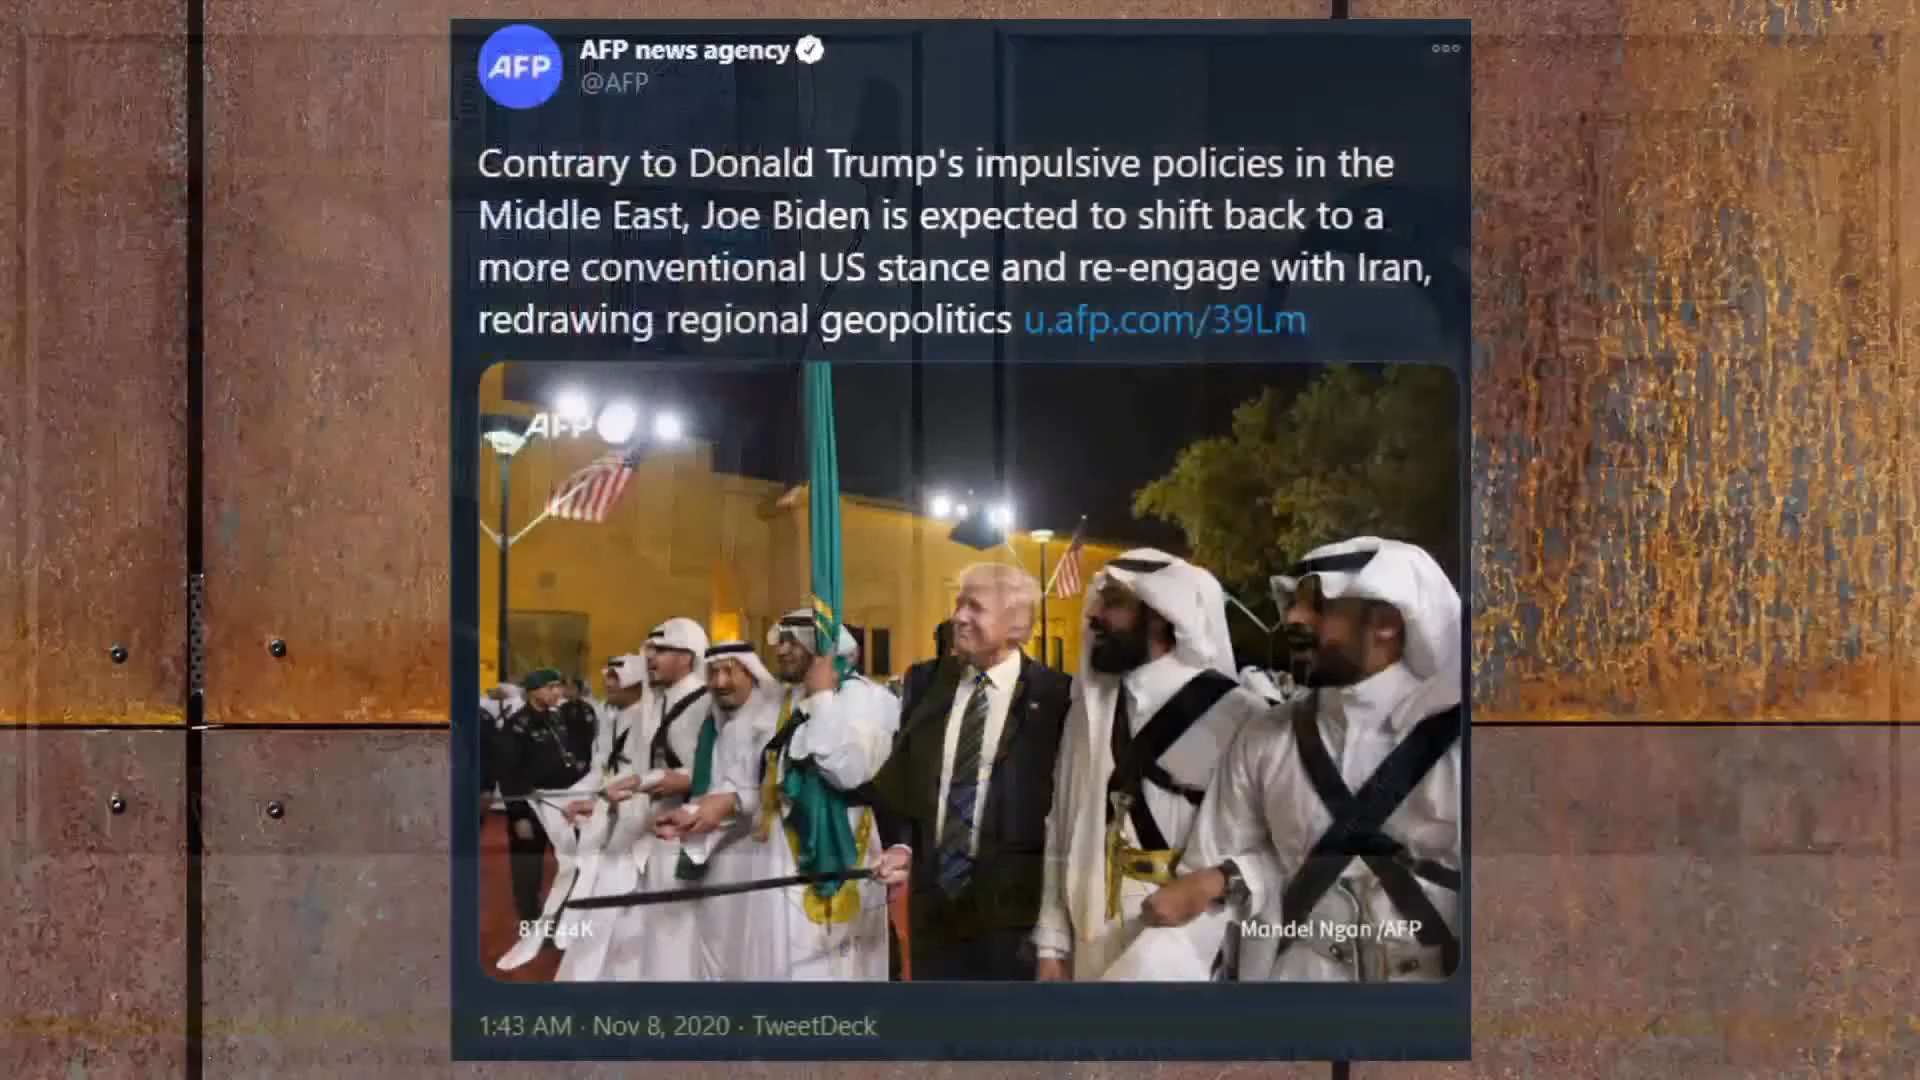 AFP
AFP news agency
@AFP
Contrary to Donald Trump's impulsive policies in the
Middle East, Joe Biden is expected to shift back to a
more conventional US stance and re-engage with Iran,
redrawing regional geopolitics u.afp.com/39Lm
AFP
Mandel Ngan /AFP
1:43 AM · Nov 8, 2020 · TweetDeck